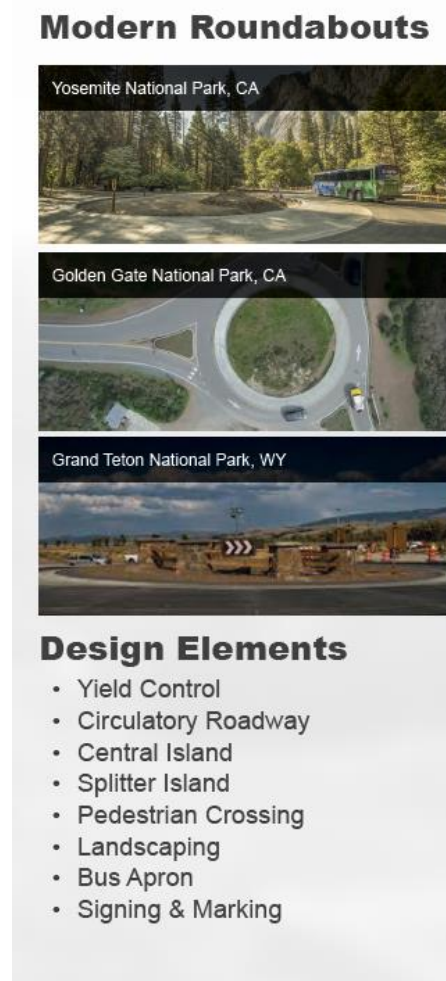 Modern Roundabouts
Yosemite National Park, CA
Golden Gate National Park, CA
Grand Teton National Park, WY
Design Elements
• Yield Control
• Circulatory Roadway
• Central Island
• Splitter Island
• Pedestrian Crossing
• Landscaping
• Bus Apron
• Signing & Marking